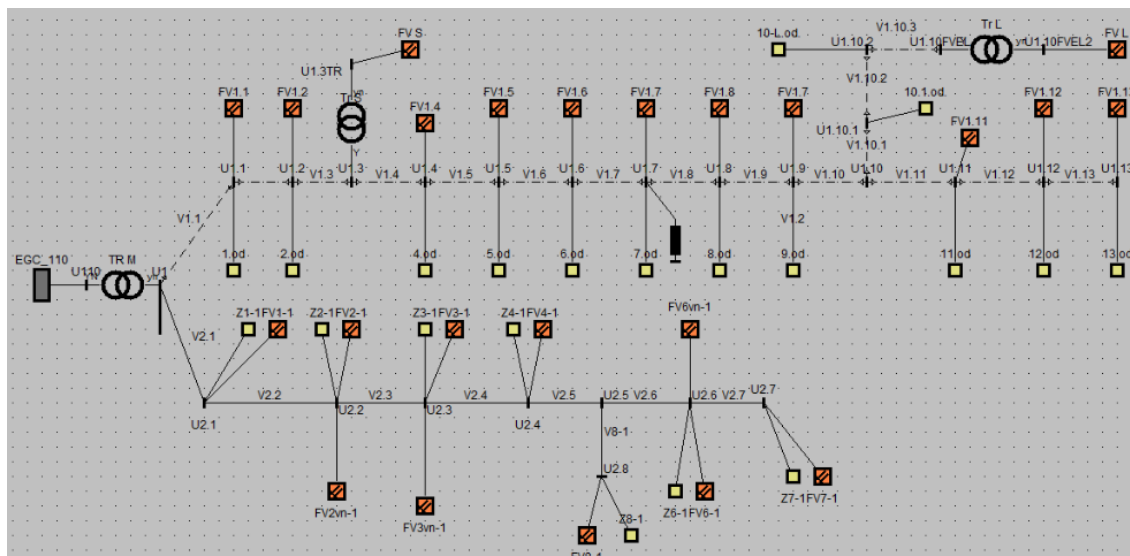 V1.10.3 Tr L
FV S 10-L.od. U1.10.2 U1.10FVEL yn U1.10FVEL2 FV L
U1.3TR
V1.10.2
FV1.1 FV1.2 Tr S FV1.5 FV1.6 FV1.7 FV1.8 FV1.7 10.1.od. FV1.12
FV1.4
U1.10.1 FV1.11
V1.10.1
Y
U1.1 U1.2 U1.3 U1.4 U1.5 U1.6 U1.7 U1.8 U1.9 U1.10 U1.11 U1.12 U1.13
V1.3 V1.4 V1.5 V1.6 V1.7 V1.8 V1.9 V1.10 V1.11 V1.12 V1.13
V1.1 V1.2
1.od 2.od 4.od 5.od 6.od 7.od 8.od 9.od 11od 12od 13od
EGC_110 U110 TR M U1
Z1-1FV1-1 Z2-1FV2-1 Z3-1FV3-1 Z4-1FV4-1 FV6vn-1
V2.1
V2.2 V2.3 V2.4 V2.5 U2.5 V2.6 U2.6 V2.7 U2.7
U2.1 U2.2 U2.3 U2.4
V8-1
U2.8
Z6-1FV6-1 Z7-1FV7-1
FV2vn-1 FV3vn-1 Z8-1